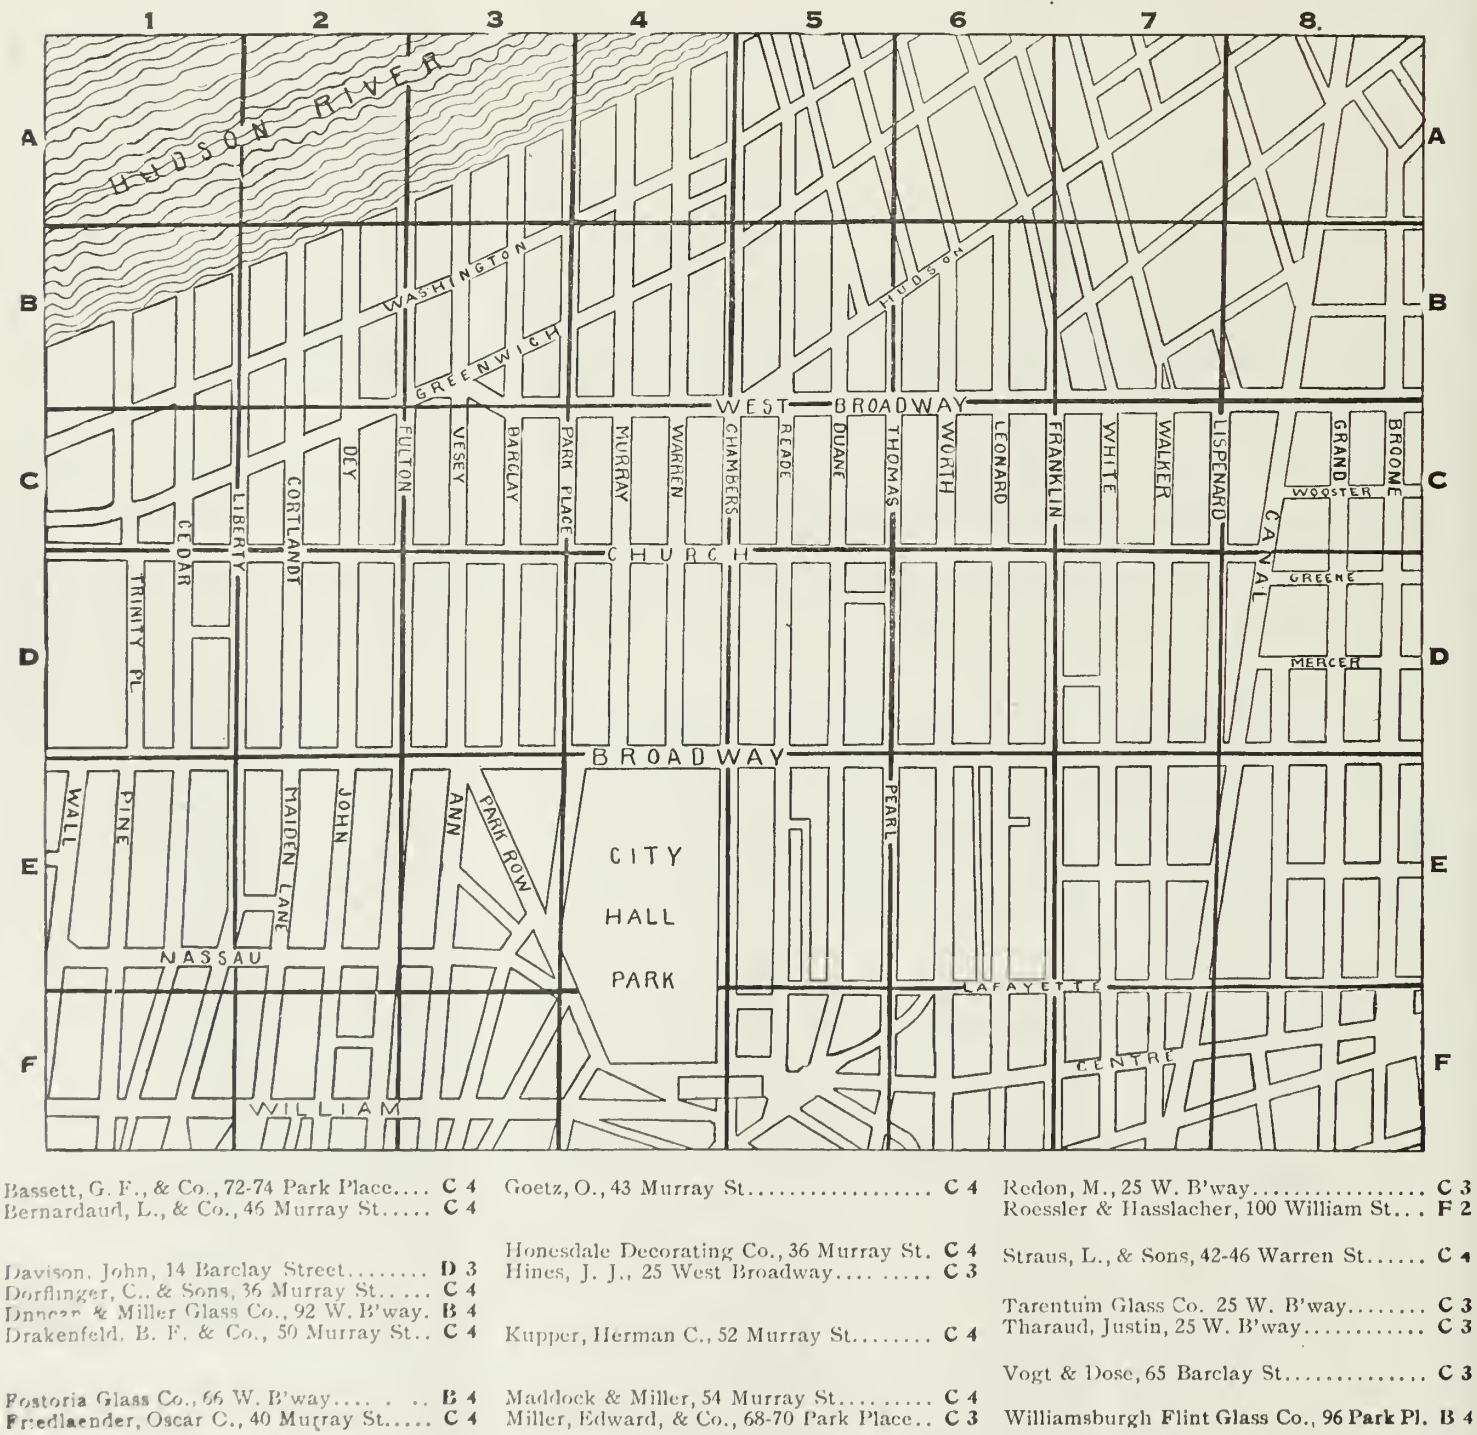 1 2 3 4 5 6 7 8.
HUDSON RIVER
A A
WASHINGTON
HUDSON
B B
GREENWICH
WEST BROADWAY
FULTON VESEY BARCLAY PARK PLACE MURRAY WARREN CHAMBERS READE DUANE THOMAS WORTH LEONARD FRANKLIN WHITE WALKER LISPENARD GRAND BROOME
DEY
C C
WOOSTER
CEDAR LIBERTY CORTLANDT
CANAL
CHURCH
GREENE
TRINITY PL
D D
MERCER
BROADWAY
WALL PINE MAIDEN LANE JOHN ANN PARK ROW PEARL
CITY
HALL
PARK
E E
NASSAU
LAFAYETTE
F F
CENTRE
WILLIAM
Bassett, G. F., & Co., 72-74 Park Place.... C 4
Bernardaud, L., & Co., 46 Murray St..... C 4
Davison, John, 14 Barclay Street........ D 3
Dorflinger, C., & Sons, 36 Murray St..... C 4
Duncan & Miller Glass Co., 92 W. B'way. B 4
Drakenfeld, B. F. & Co., 50 Murray St.. C 4
Fostoria Glass Co., 66 W. B'way.... . . .. B 4
Friedlaender, Oscar O., 40 Murray St..... C 4
Goetz, O., 43 Murray St.................. C 4
Honesdale Decorating Co., 36 Murray St. C 4
Hines, J. J., 25 West Broadway.... ..... C 3
Kupper, Herman C., 52 Murray St........ C 4
Maddock & Miller, 54 Murray St......... C 4
Miller, Edward, & Co., 68-70 Park Place.. C 3
Redon, M., 25 W. B'way................. C 3
Roessler & Hasslacher, 100 William St... F 2
Straus, L., & Sons, 42-46 Warren St...... C 4
Tarentum Glass Co. 25 W. B'way........ C 3
Tharaud, Justin, 25 W. B'way............ C 3
Vogt & Dose, 65 Barclay St.............. C 3
Williamsburgh Flint Glass Co., 96 Park Pl. B 4